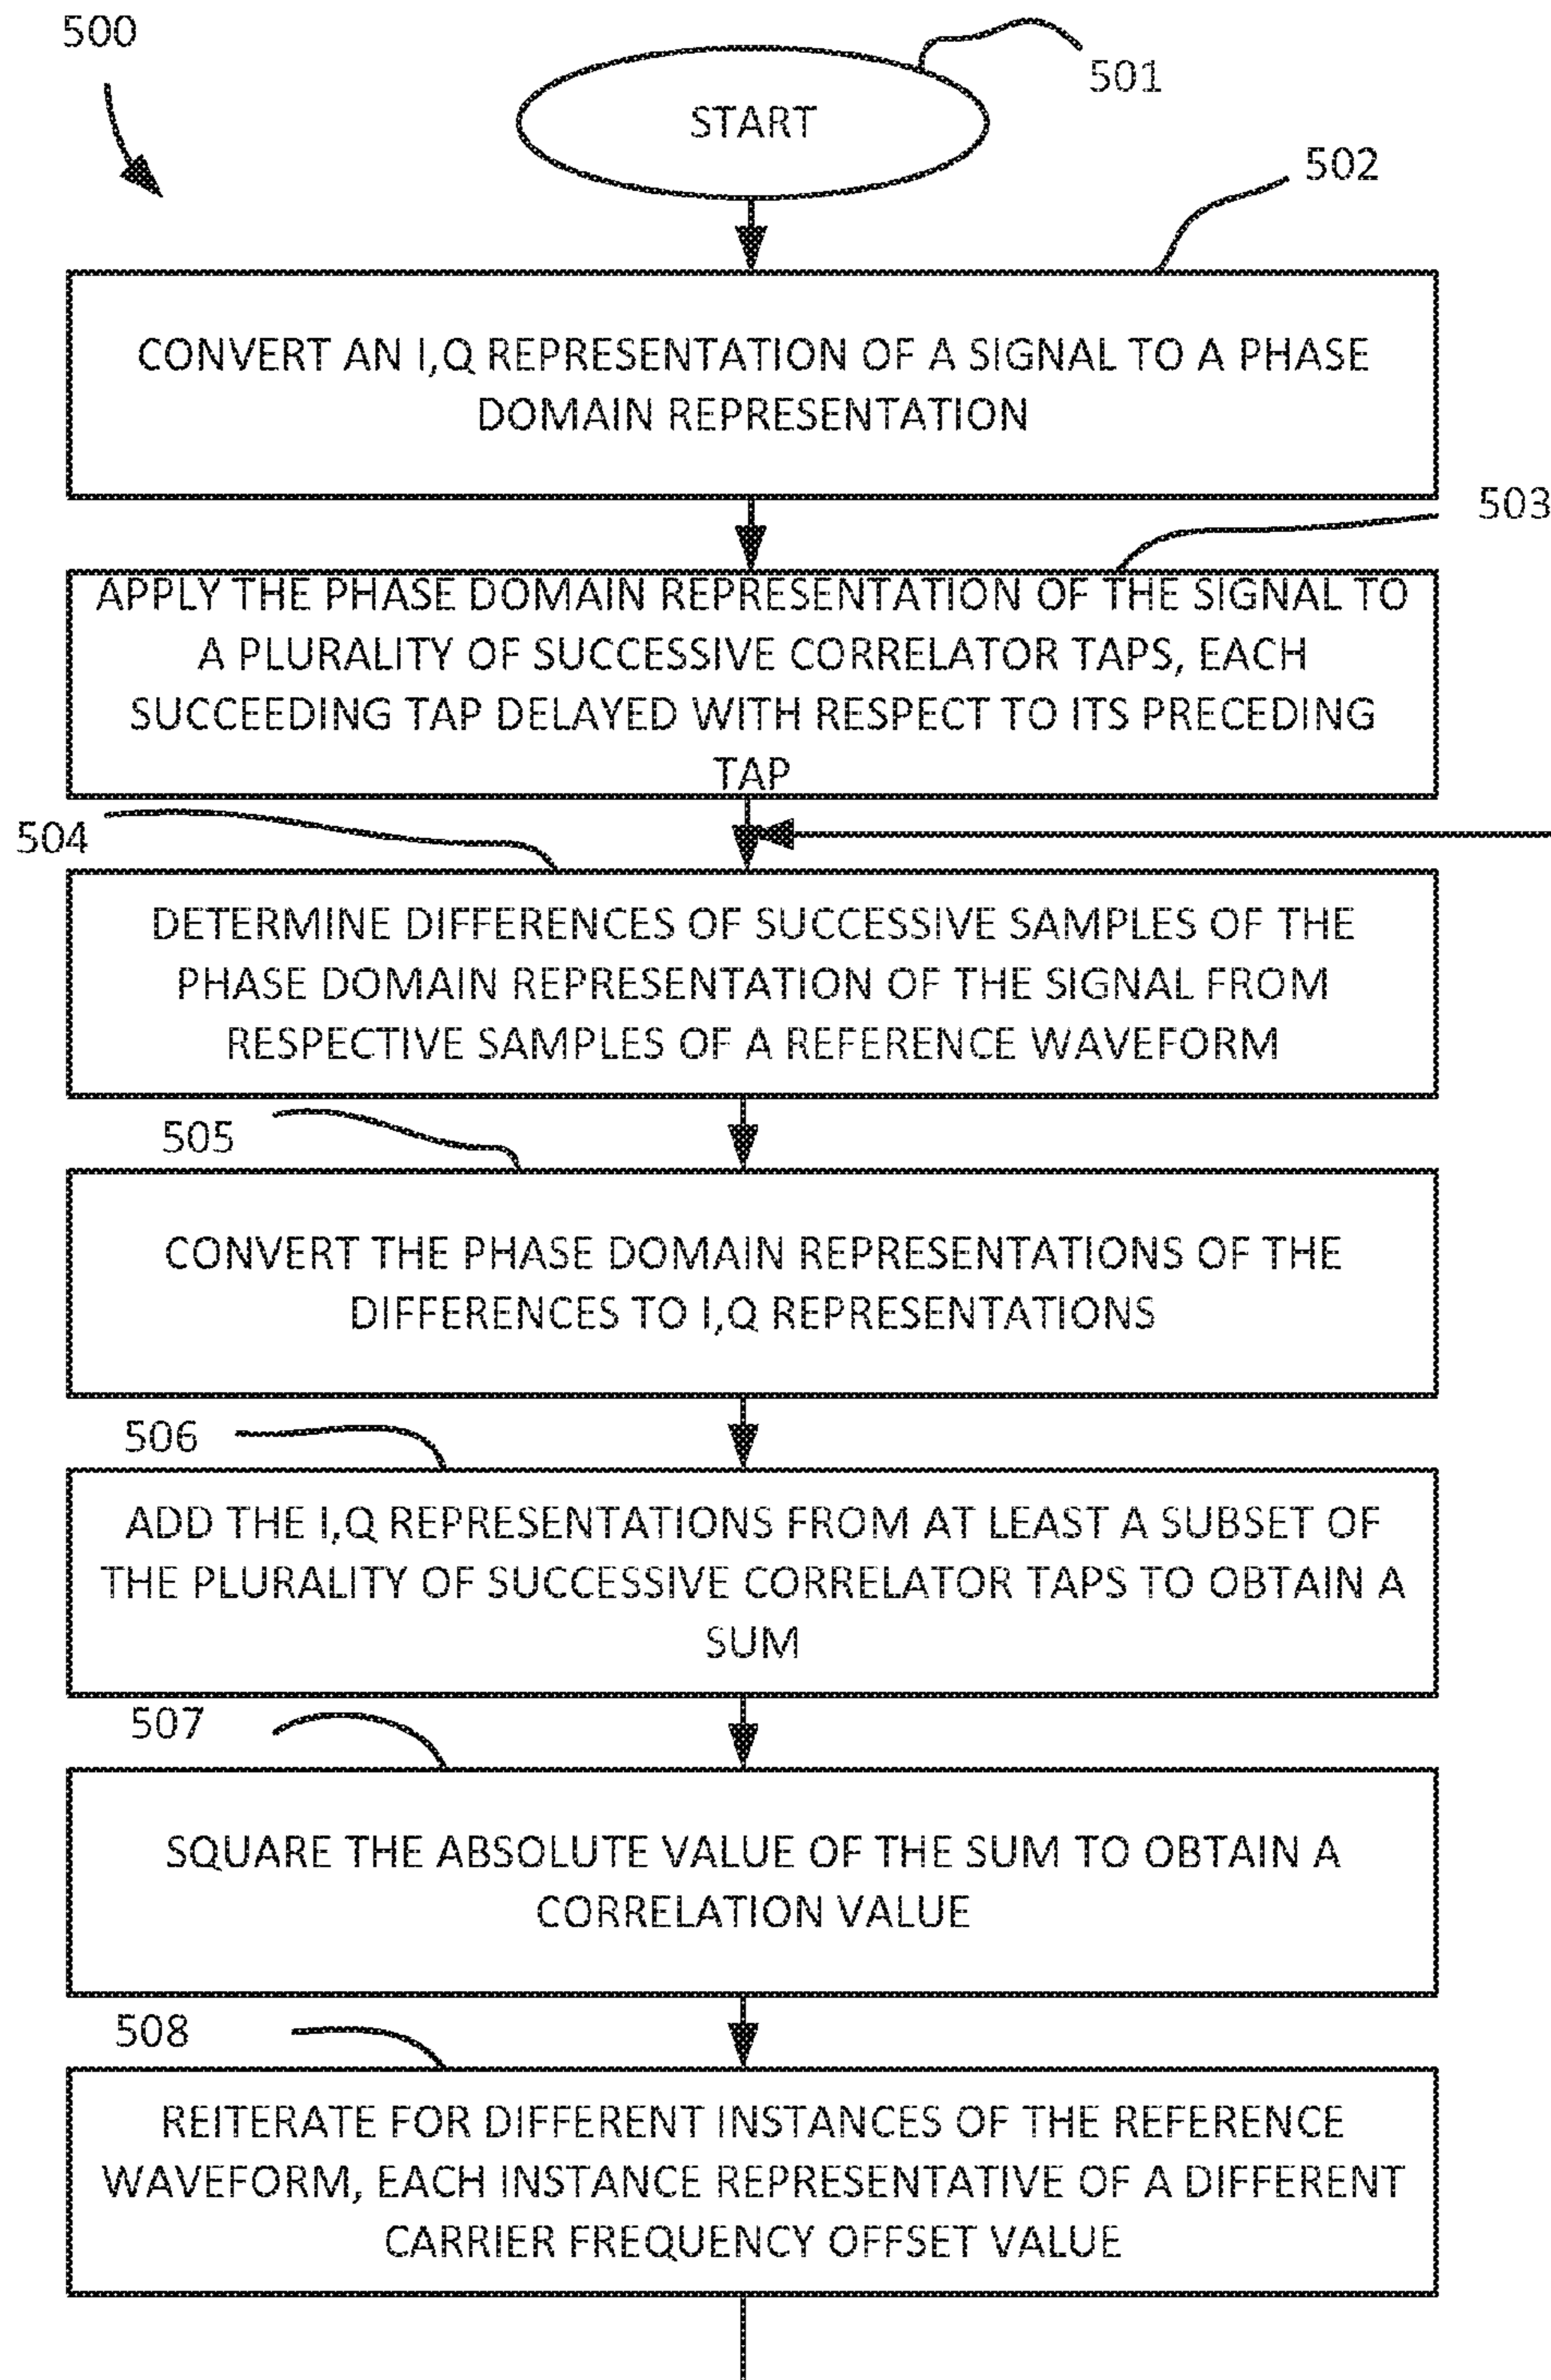 500
501
START
502
CONVERT AN I,Q REPRESENTATION OF A SIGNAL TO A PHASE
DOMAIN REPRESENTATION
503
APPLY THE PHASE DOMAIN REPRESENTATION OF THE SIGNAL TO
A PLURALITY OF SUCCESSIVE CORRELATOR TAPS, EACH
SUCCEEDING TAP DELAYED WITH RESPECT TO ITS PRECEDING
TAP
504
DETERMINE DIFFERENCES OF SUCCESSIVE SAMPLES OF THE
PHASE DOMAIN REPRESENTATION OF THE SIGNAL FROM
RESPECTIVE SAMPLES OF A REFERENCE WAVEFORM
505
CONVERT THE PHASE DOMAIN REPRESENTATIONS OF THE
DIFFERENCES TO I,Q REPRESENTATIONS
506
ADD THE I,Q REPRESENTATIONS FROM AT LEAST A SUBSET OF
THE PLURALITY OF SUCCESSIVE CORRELATOR TAPS TO OBTAIN A
SUM
507
SQUARE THE ABSOLUTE VALUE OF THE SUM TO OBTAIN A
CORRELATION VALUE
508
REITERATE FOR DIFFERENT INSTANCES OF THE REFERENCE
WAVEFORM, EACH INSTANCE REPRESENTATIVE OF A DIFFERENT
CARRIER FREQUENCY OFFSET VALUE